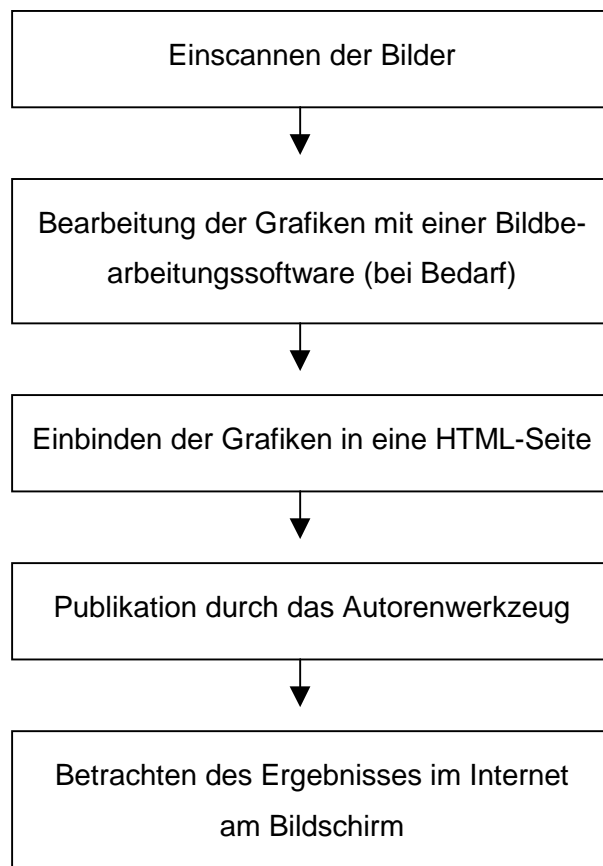 Einscannen der Bilder
Bearbeitung der Grafiken mit einer Bildbe-
arbeitungssoftware (bei Bedarf)
Einbinden der Grafiken in eine HTML-Seite
Publikation durch das Autorenwerkzeug
Betrachten des Ergebnisses im Internet
am Bildschirm